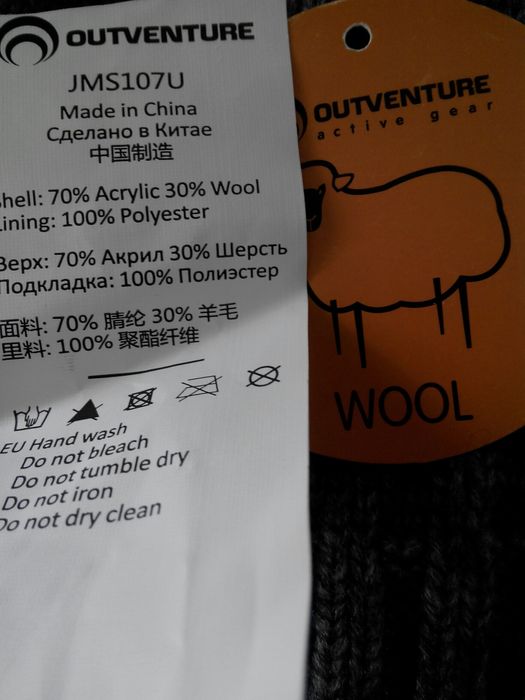 OUTVENTURE
JMS107U
Made in China
Сделано в Китае
中国制造
Shell: 70% Acrylic 30% Wool
Lining: 100% Polyester
Верх: 70% Акрил 30% Шерсть
Подкладка: 100% Полиэстер
面料: 70% 腈纶 30% 羊毛
里料: 100% 聚酯纤维
EU Hand wash
Do not bleach
Do not tumble dry
Do not iron
Do not dry clean
OUTVENTURE
active gear
WOOL